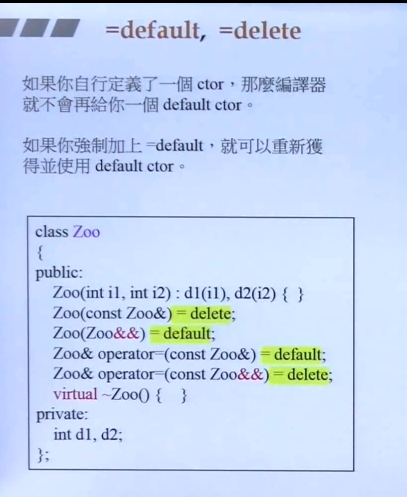 =default, =delete
如果你自行定義了一個 ctor，那麼編譯器
就不會再給你一個 default ctor。
如果你強制加上 =default，就可以重新獲
得並使用 default ctor。
class Zoo
{
public:
Zoo(int i1, int i2) : d1(i1), d2(i2) { }
Zoo(const Zoo&) = delete;
Zoo(Zoo&&) = default;
Zoo& operator=(const Zoo&) = default;
Zoo& operator=(const Zoo&&) = delete;
virtual ~Zoo() { }
private:
int d1, d2;
};